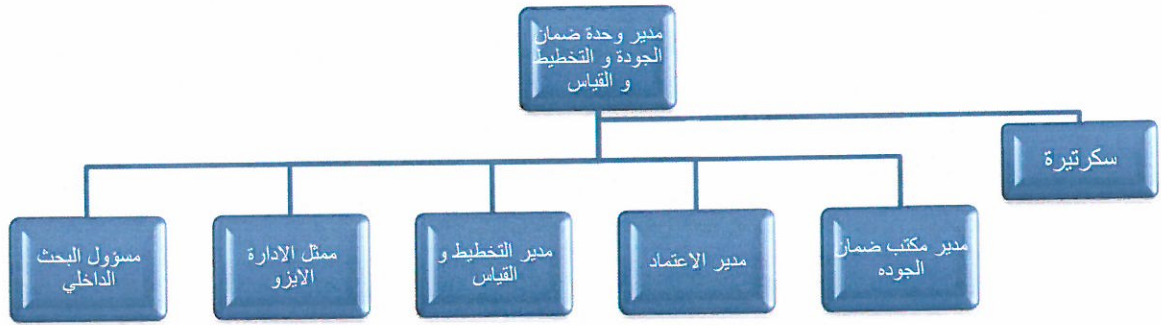 مدير وحدة ضمان
الجودة و التخطيط
و القياس
سكرتيرة
مدير مكتب ضمان
الجوده
مدير الاعتماد
مدير التخطيط و
القياس
ممثل الادارة
الايزو
مسؤول البحث
الداخلي